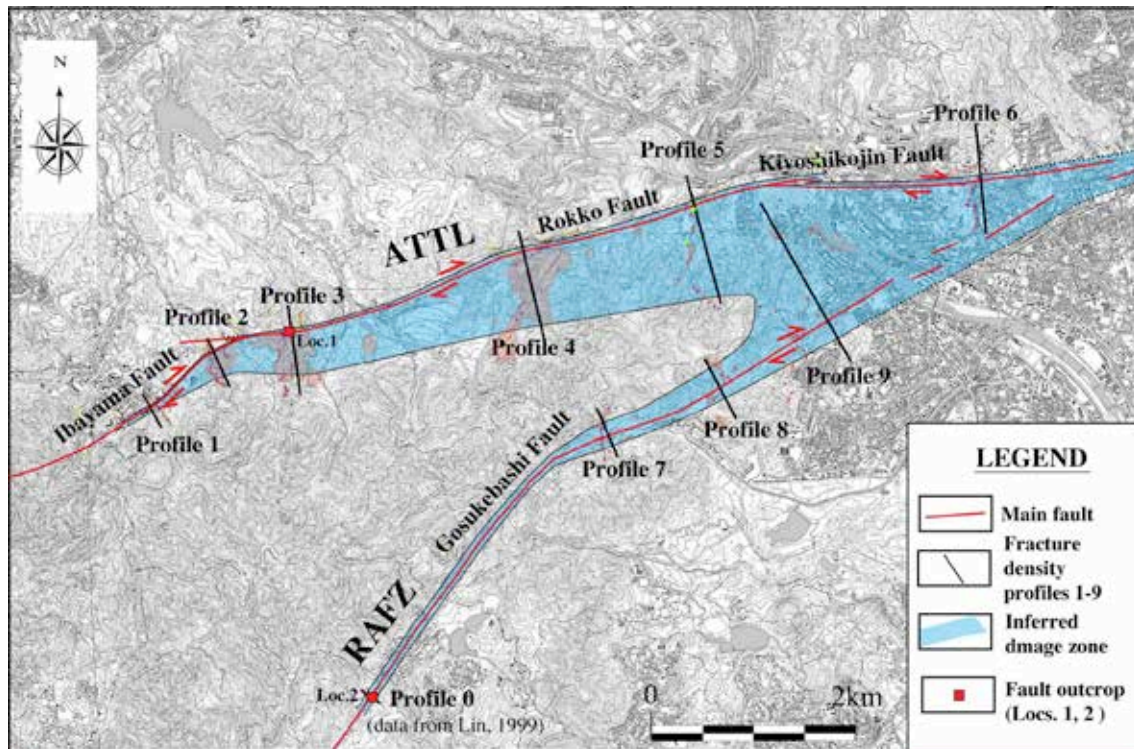 N
Profile 6
Profile 5
Kiyoshikojin Fault
Rokko Fault
ATTL
Profile 3
Profile 2
Loc.1
Profile 4
Ibayama Fault
Profile 9
Profile 1
Profile 8
Gosukebashi Fault
Profile 7
RAFZ
Loc.2
Profile 0
(data from Lin, 1999)
0
2km
LEGEND
Main fault
Fracture
density
profiles 1-9
Inferred
dmage zone
Fault outcrop
(Locs. 1, 2 )